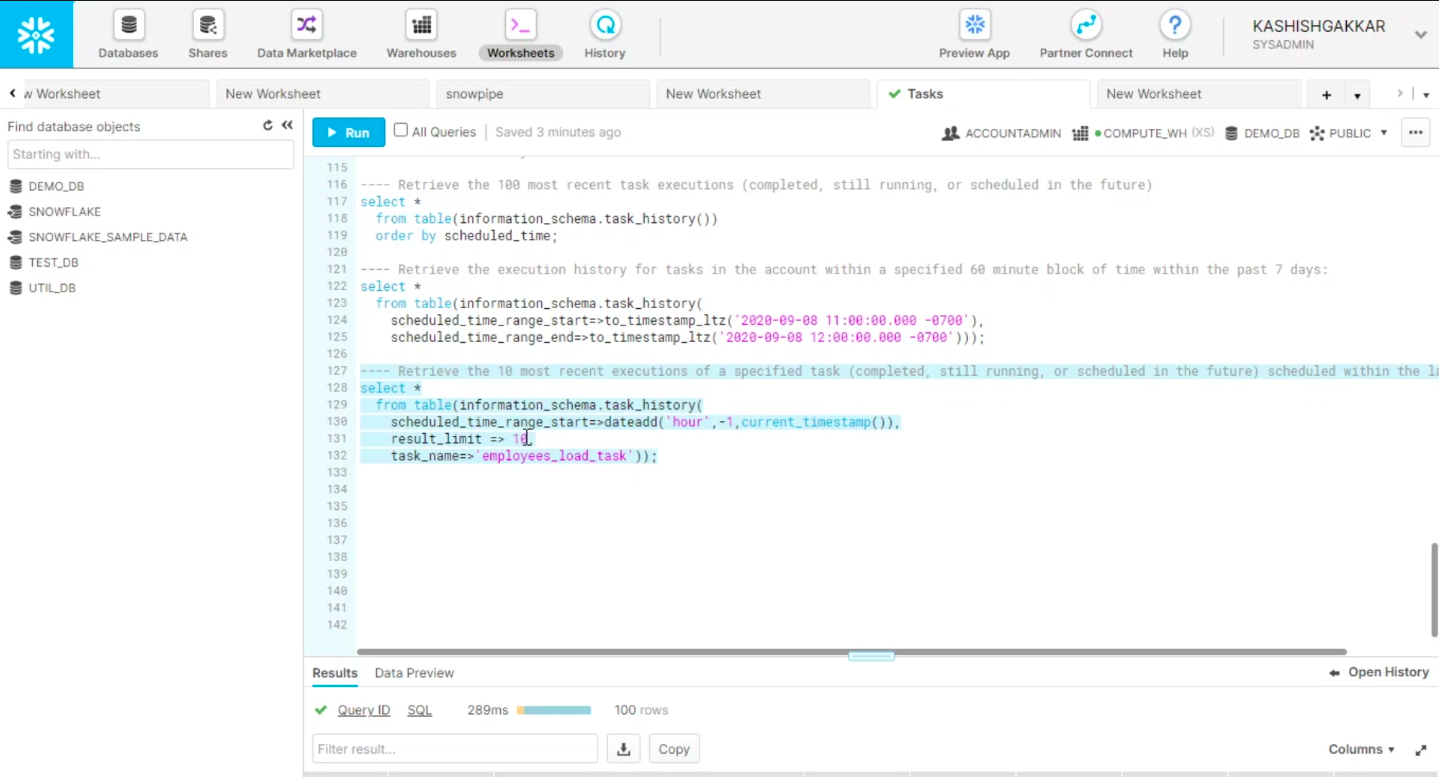 Databases
Shares
Data Marketplace
Warehouses
Worksheets
History
Preview App
Partner Connect
Help
KASHISHGAKKAR
SYSADMIN
w Worksheet
New Worksheet
snowpipe
New Worksheet
Tasks
New Worksheet
Find database objects
Starting with...
DEMO_DB
SNOWFLAKE
SNOWFLAKE_SAMPLE_DATA
TEST_DB
UTIL_DB
Run
All Queries
Saved 3 minutes ago
ACCOUNTADMIN
COMPUTE_WH (XS)
DEMO_DB
PUBLIC
115
116 ---- Retrieve the 100 most recent task executions (completed, still running, or scheduled in the future)
117 select *
118 from table(information_schema.task_history())
119 order by scheduled_time;
120
121 ---- Retrieve the execution history for tasks in the account within a specified 60 minute block of time within the past 7 days:
122 select *
123 from table(information_schema.task_history(
124 scheduled_time_range_start=>to_timestamp_ltz('2020-09-08 11:00:00.000 -0700'),
125 scheduled_time_range_end=>to_timestamp_ltz('2020-09-08 12:00:00.000 -0700')));
126
127 ---- Retrieve the 10 most recent executions of a specified task (completed, still running, or scheduled in the future) scheduled within the la
128 select *
129 from table(information_schema.task_history(
130 scheduled_time_range_start=>dateadd('hour',-1,current_timestamp()),
131 result_limit => 10,
132 task_name=>'employees_load_task'));
133
134
135
136
137
138
139
140
141
142
Results
Data Preview
Open History
Query ID
SQL
289ms
100 rows
Filter result...
Copy
Columns